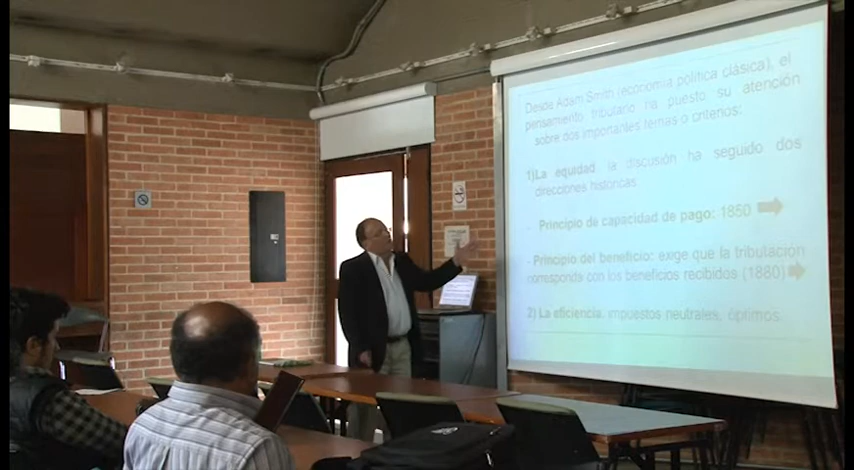 Desde Adam Smith (economía política clásica), el
pensamiento tributario ha puesto su atención
sobre dos importantes temas o criterios:
1)La equidad: la discusión ha seguido dos
direcciones históricas:
- Principio de capacidad de pago: 1850
- Principio del beneficio: exige que la tributación
corresponda con los beneficios recibidos (1880)
2) La eficiencia: impuestos neutrales, óptimos.